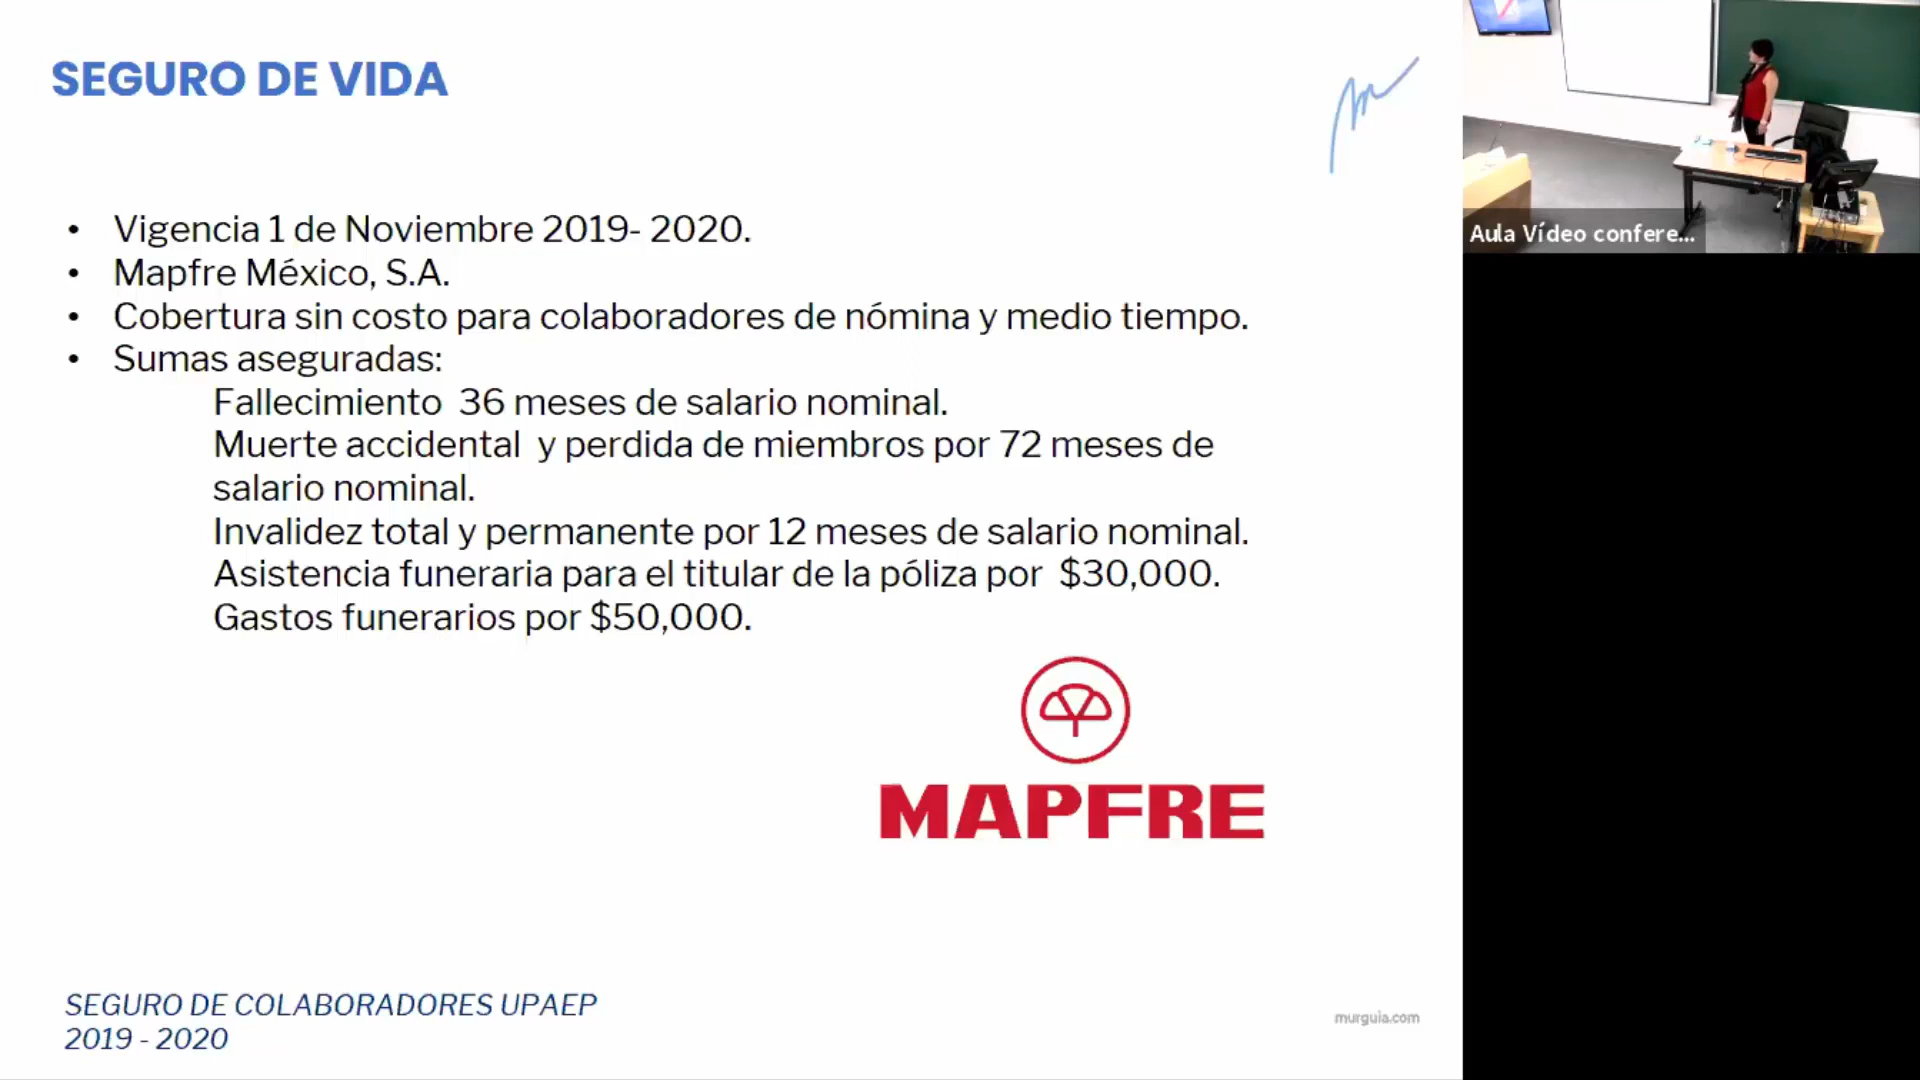 SEGURO DE VIDA
• Vigencia 1 de Noviembre 2019- 2020.
• Mapfre México, S.A.
• Cobertura sin costo para colaboradores de nómina y medio tiempo.
• Sumas aseguradas:
Fallecimiento 36 meses de salario nominal.
Muerte accidental y perdida de miembros por 72 meses de
salario nominal.
Invalidez total y permanente por 12 meses de salario nominal.
Asistencia funeraria para el titular de la póliza por $30,000.
Gastos funerarios por $50,000.
MAPFRE
SEGURO DE COLABORADORES UPAEP
2019 - 2020
murguia.com
Aula Vídeo confere...